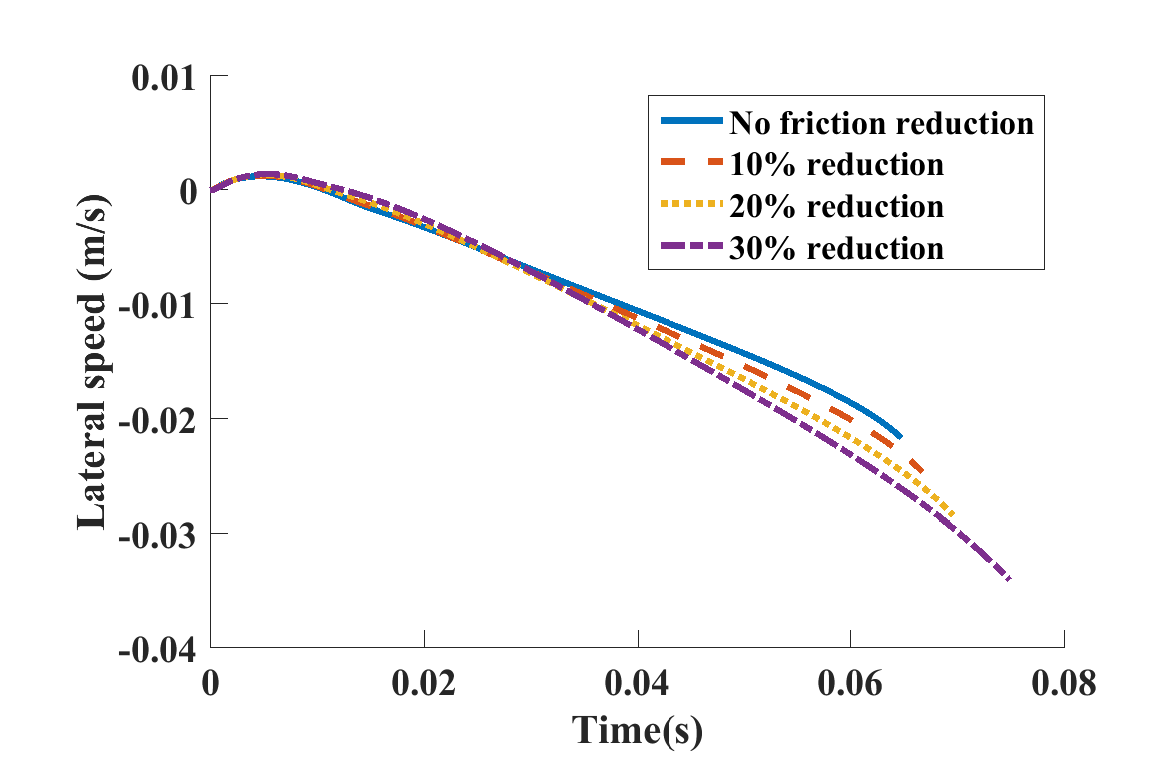 0.01
0
-0.01
-0.02
-0.03
-0.04
Lateral speed (m/s)
No friction reduction
10% reduction
20% reduction
30% reduction
0
0.02
0.04
0.06
0.08
Time(s)